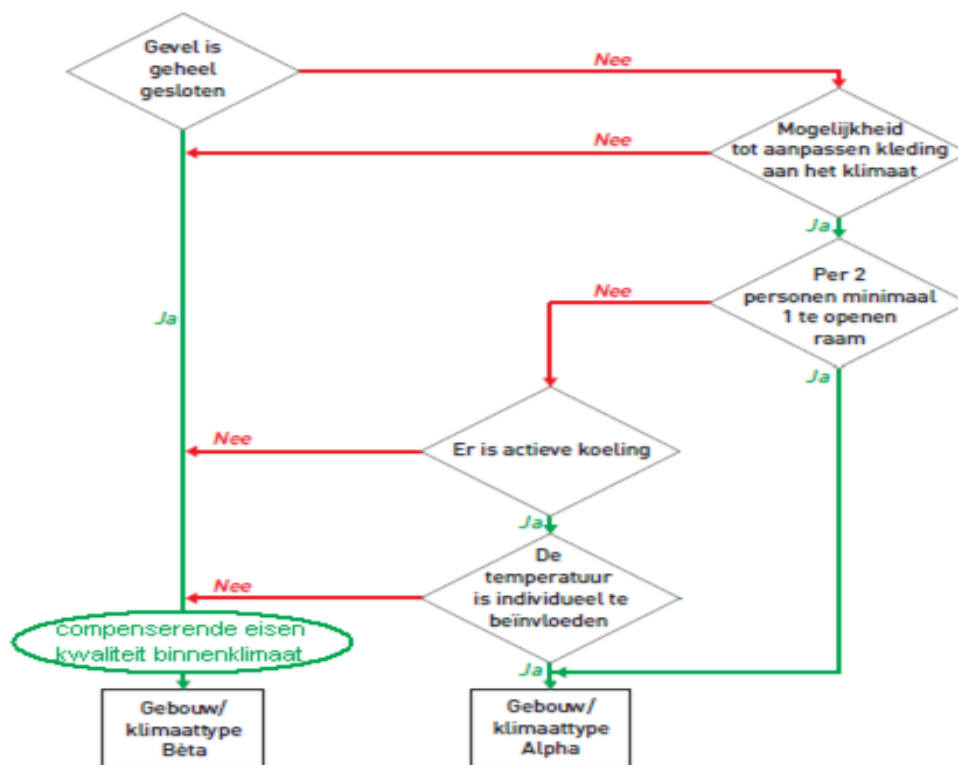 Gevel is
geheel
gesloten
Nee
Mogelijkheid
tot aanpassen kleding
aan het klimaat
Nee
Ja
Per 2
personen minimaal
1 te openen
raam
Nee
Ja
Ja
Er is actieve koeling
Nee
Ja
De
temperatuur
is individueel te
beïnvloeden
Nee
compenserende eisen
kwaliteit binnenklimaat
Ja
Gebouw/
klimaattype
Bèta
Gebouw/
klimaattype
Alpha